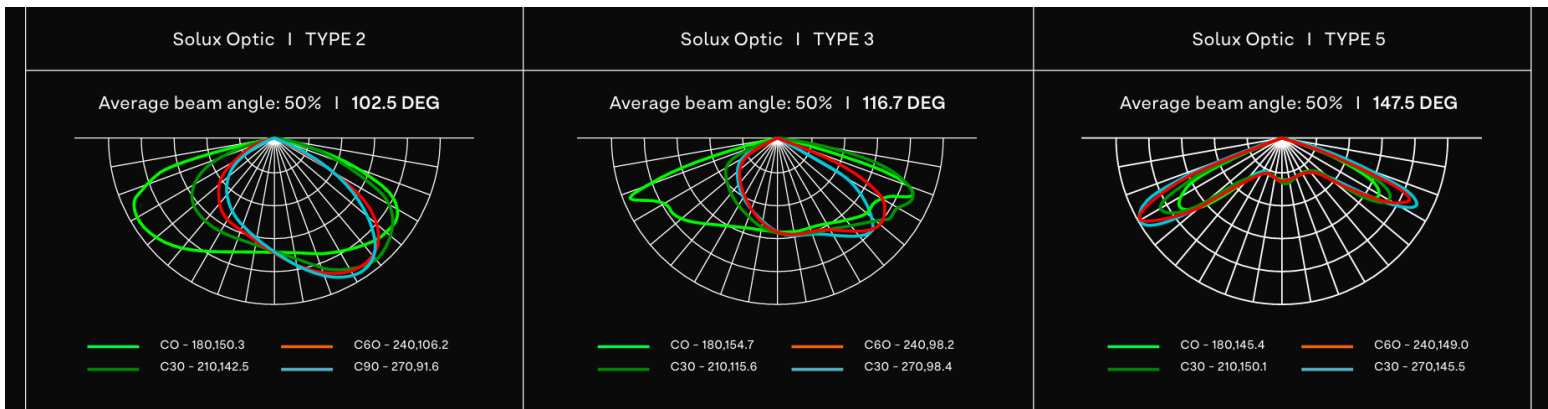 Solux Optic | TYPE 2
Average beam angle: 50% | 102.5 DEG
CO - 180,150.3
C6O - 240,106.2
C30 - 210,142.5
C90 - 270,91.6
Solux Optic | TYPE 3
Average beam angle: 50% | 116.7 DEG
CO - 180,154.7
C6O - 240,98.2
C30 - 210,115.6
C30 - 270,98.4
Solux Optic | TYPE 5
Average beam angle: 50% | 147.5 DEG
CO - 180,145.4
C6O - 240,149.0
C30 - 210,150.1
C30 - 270,145.5